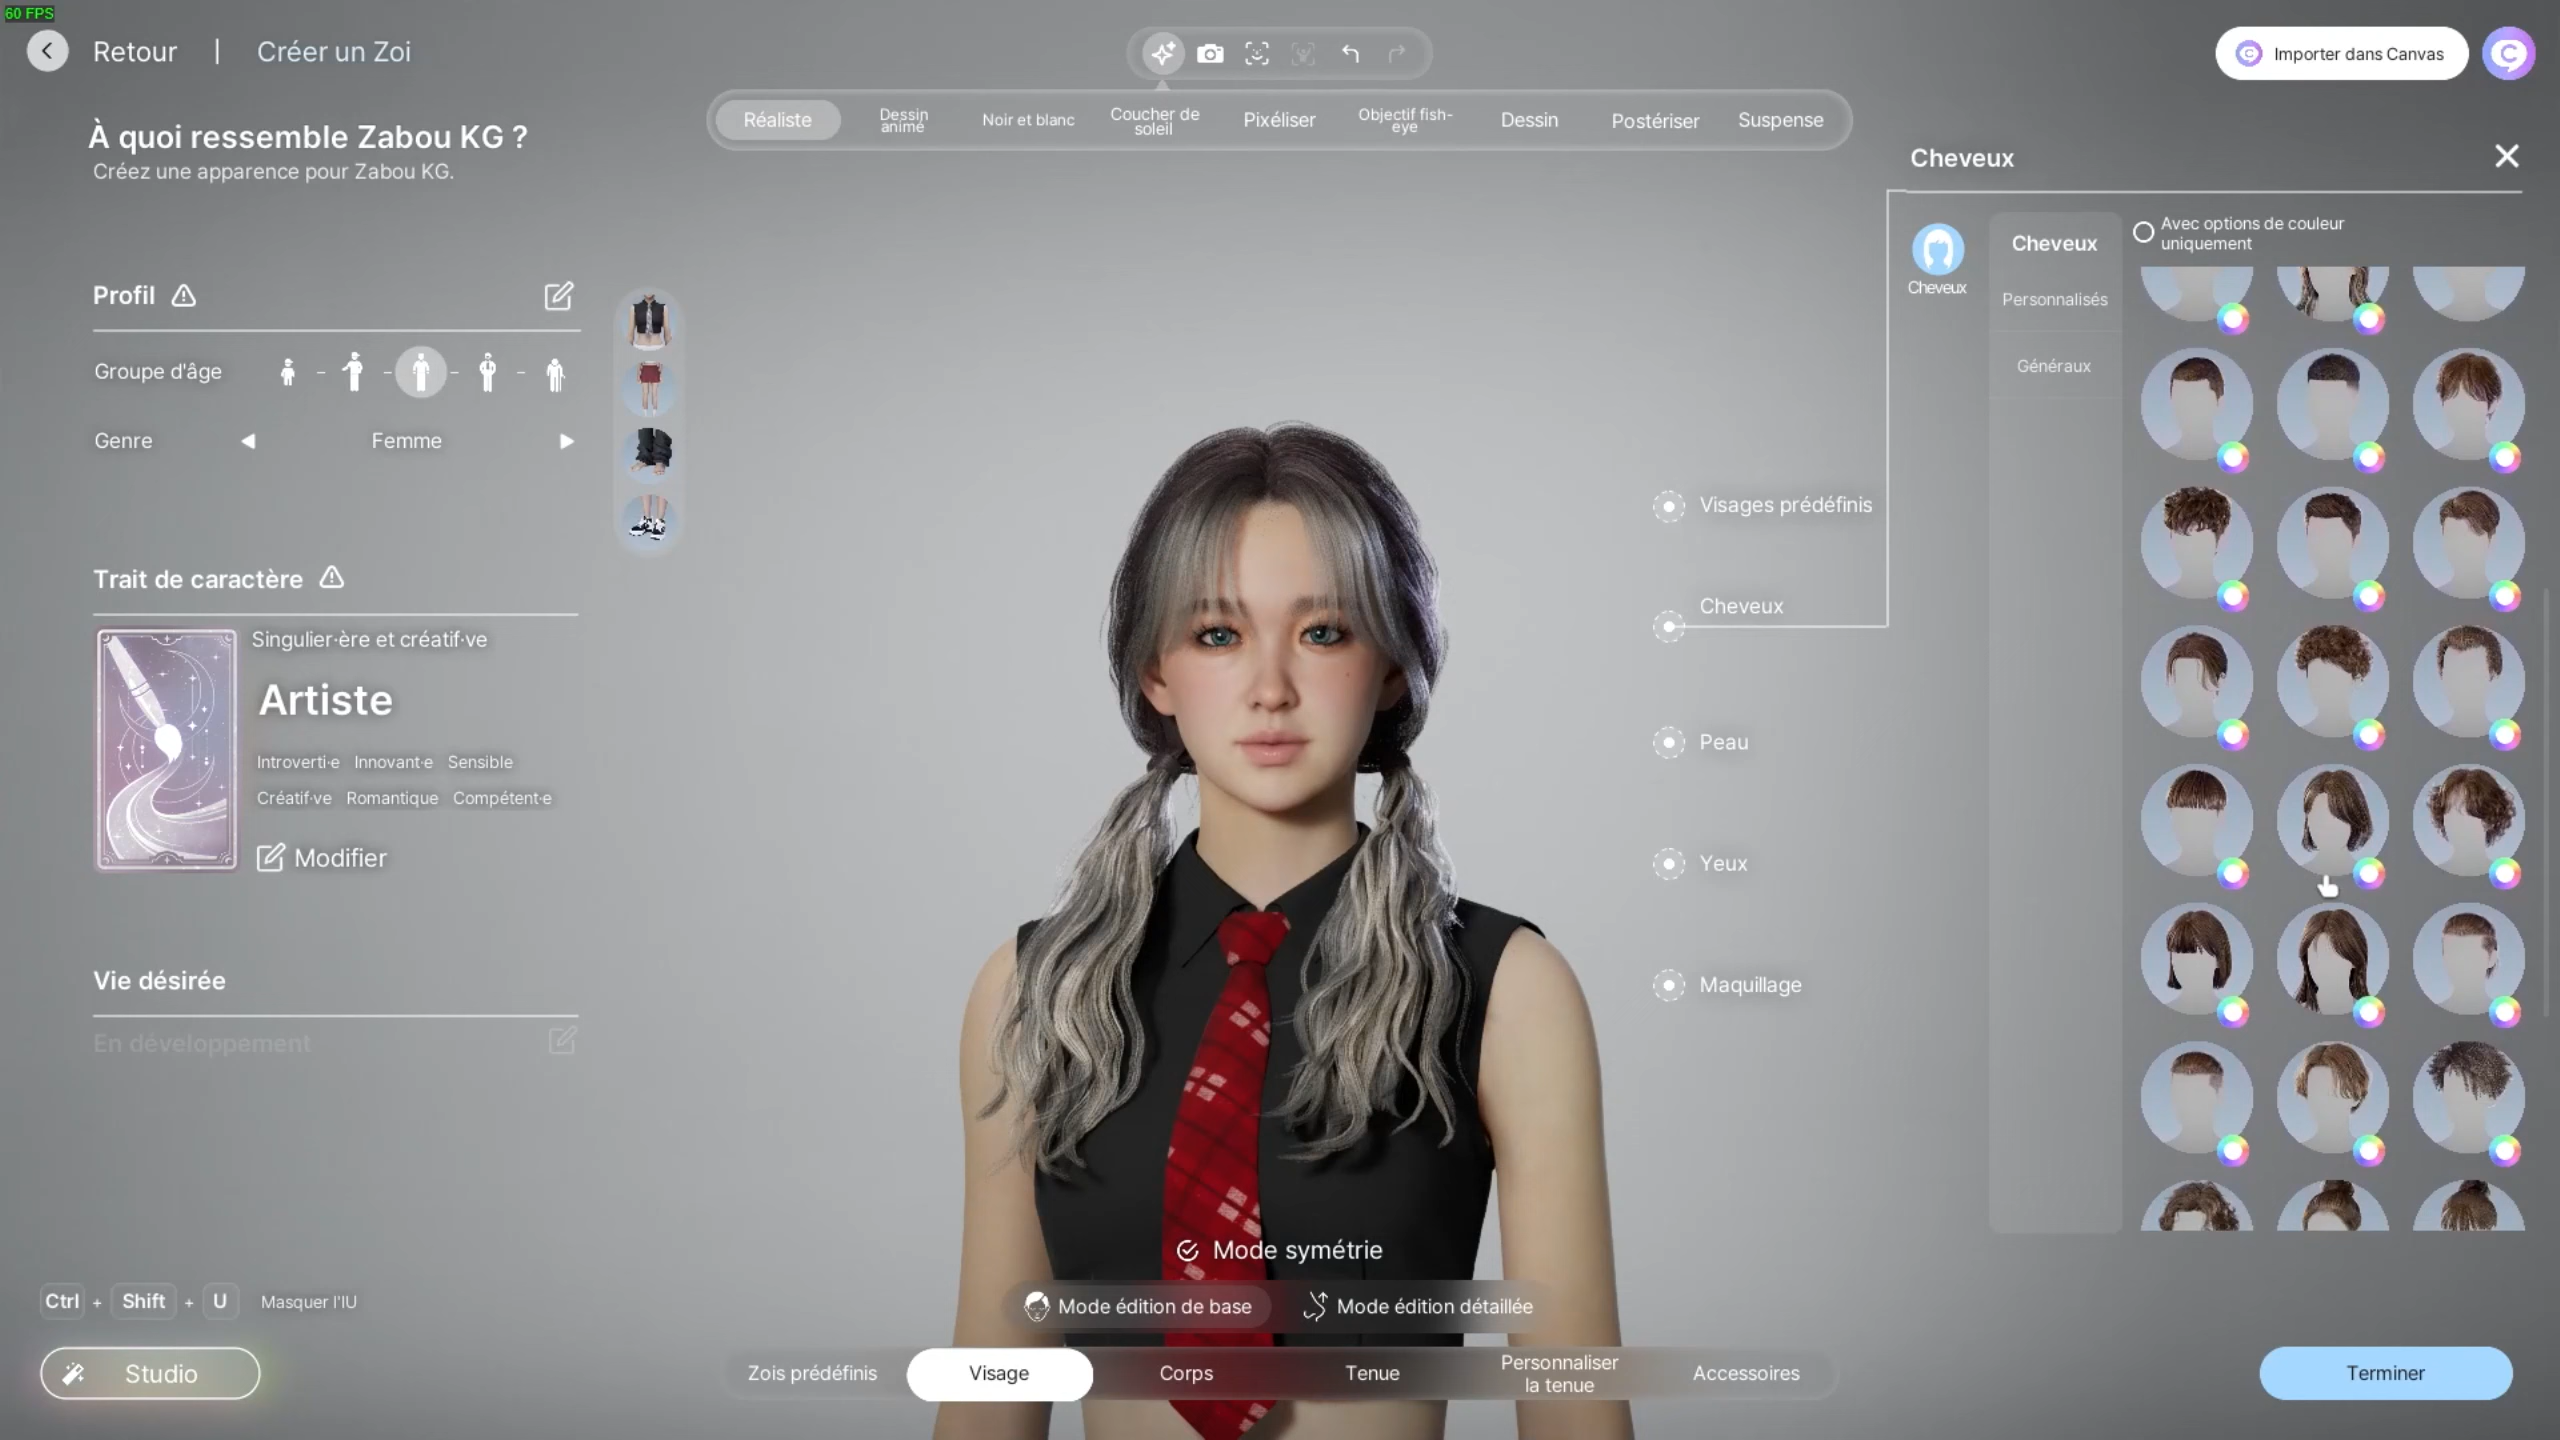 60 FPS
Retour | Créer un Zoi
Importer dans Canvas
Réaliste
Dessin
animé
Noir et blanc
Coucher de
soleil
Pixéliser
Objectif fish-
eye
Dessin
Postériser
Suspense
À quoi ressemble Zabou KG ?
Créez une apparence pour Zabou KG.
Cheveux
Cheveux
Cheveux
Personnalisés
Généraux
Avec options de couleur
uniquement
Profil
Groupe d'âge
Genre
Femme
Trait de caractère
Singulier·ère et créatif·ve
Artiste
Introverti·e Innovant·e Sensible
Créatif·ve Romantique Compétent·e
Modifier
Vie désirée
En développement
Visages prédéfinis
Cheveux
Peau
Yeux
Maquillage
Mode symétrie
Mode édition de base
Mode édition détaillée
Ctrl + Shift + U Masquer l'IU
Studio
Zois prédéfinis
Visage
Corps
Tenue
Personnaliser
la tenue
Accessoires
Terminer